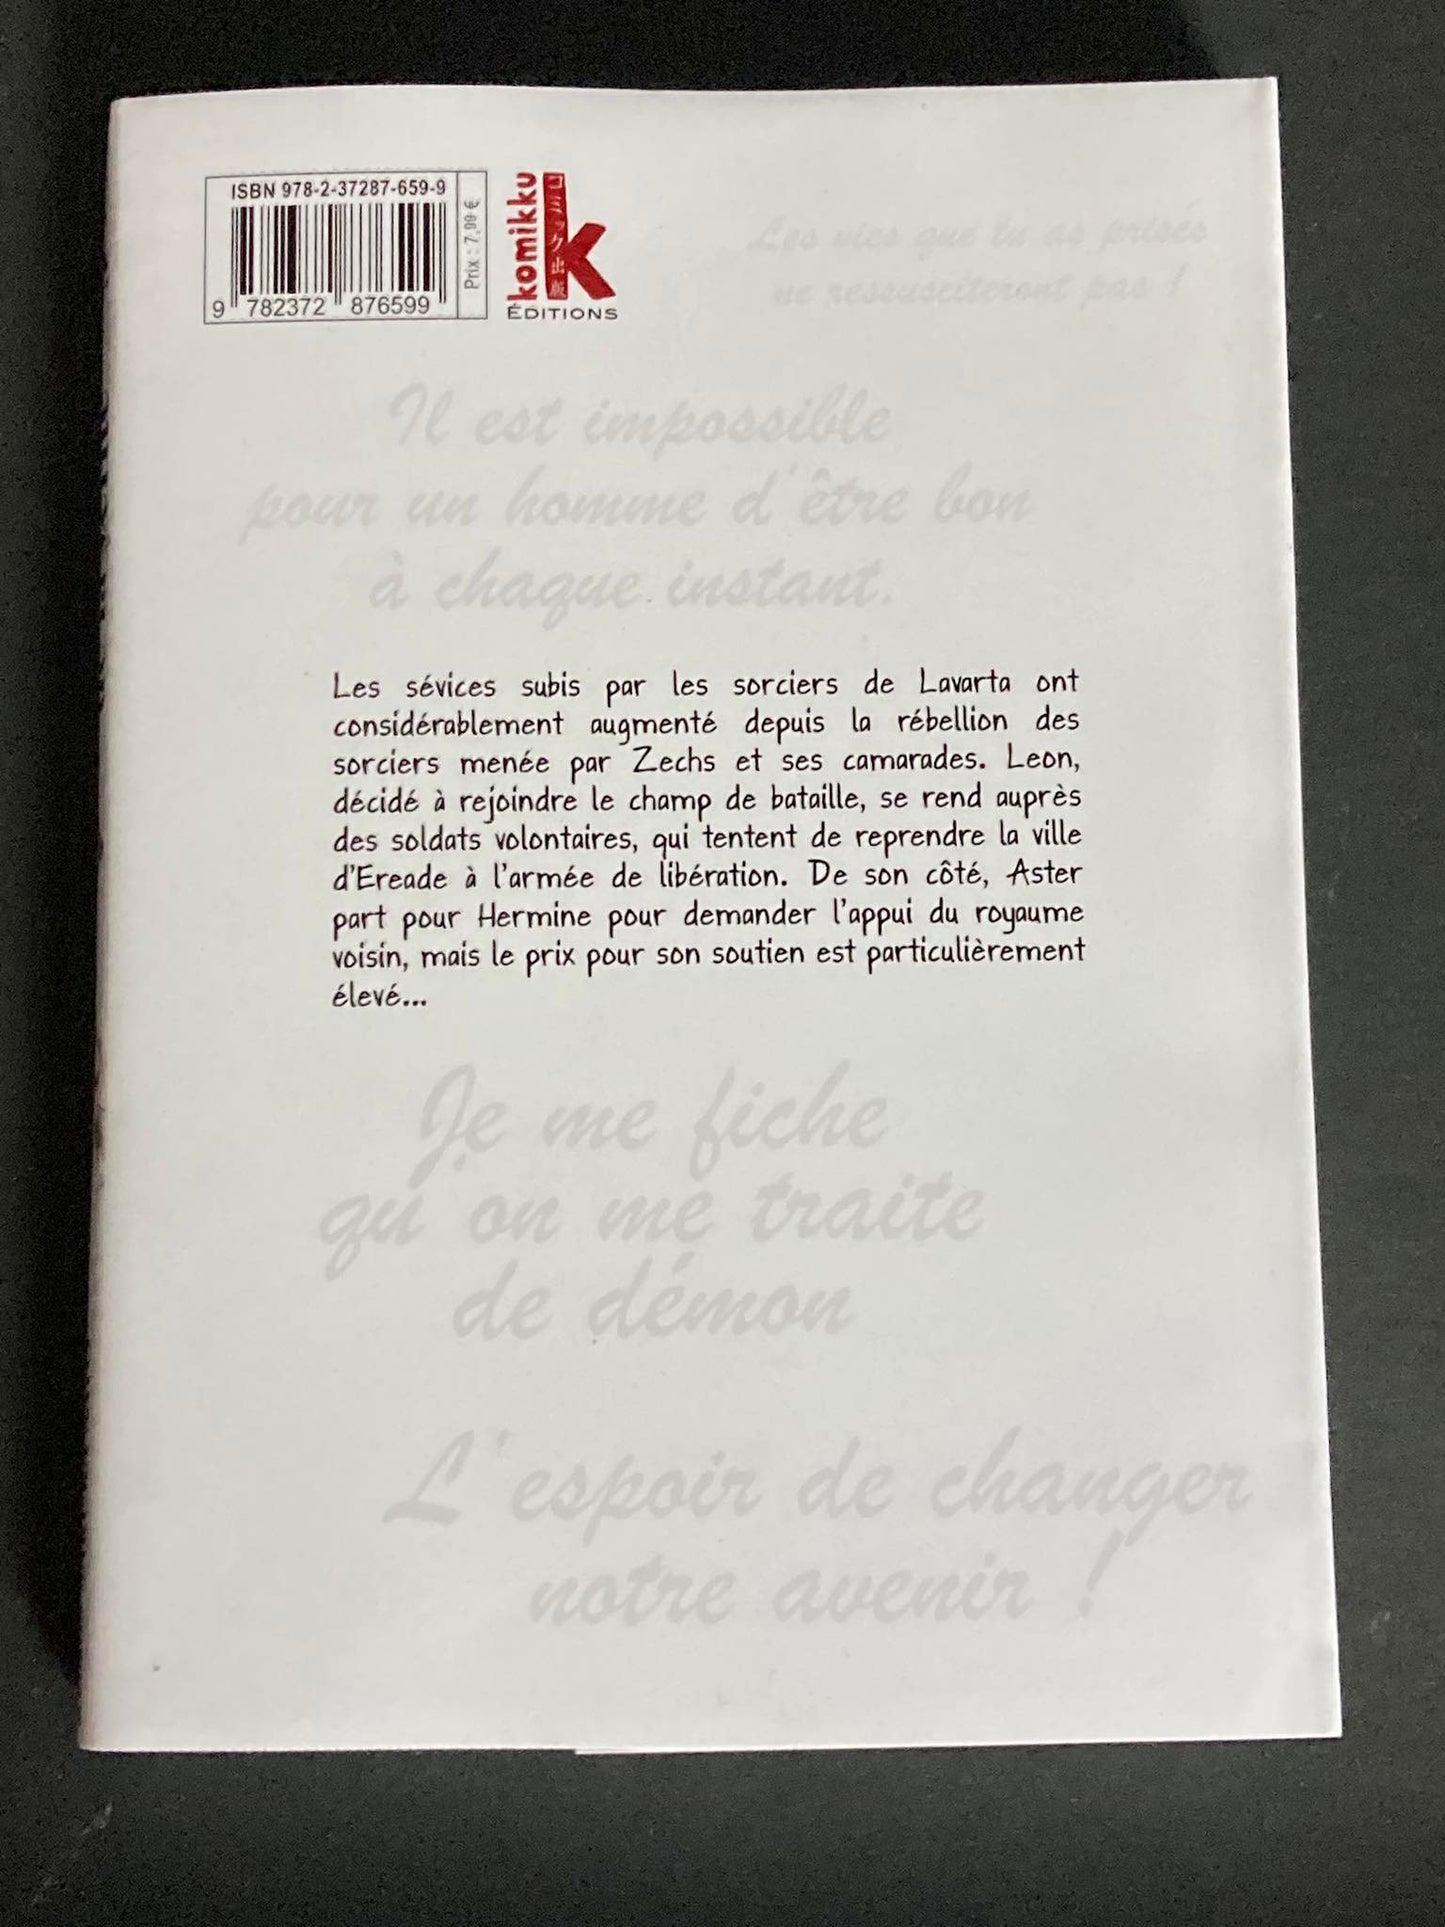 ISBN 978-2-37287-659-9
9 782372 876599
Prix : 7,99 €
komikku
コミック出版
k
ÉDITIONS
Les vies que tu as prises
ne ressusciteront pas !
Il est impossible
pour un homme d'être bon
à chaque instant.
Les sévices subis par les sorciers de Lavarta ont
considérablement augmenté depuis la rébellion des
sorciers menée par Zechs et ses camarades. Leon,
décidé à rejoindre le champ de bataille, se rend auprès
des soldats volontaires, qui tentent de reprendre la ville
d'Ereade à l'armée de libération. De son côté, Aster
part pour Hermine pour demander l'appui du royaume
voisin, mais le prix pour son soutien est particulièrement
élevé...
Je me fiche
qu'on me traite
de démon
L'espoir de changer
notre avenir !